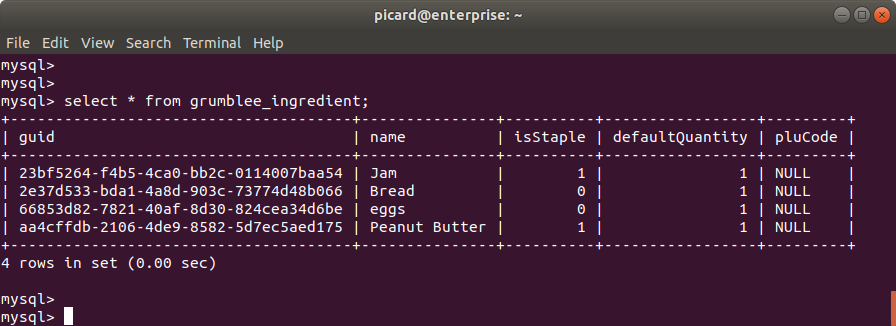 picard@enterprise: ~
File Edit View Search Terminal Help
mysql>
mysql>
mysql> select * from grumblee_ingredient;
+--------------------------------------+---------------+----------+-----------------+---------+
| guid                                 | name          | isStaple | defaultQuantity | pluCode |
+--------------------------------------+---------------+----------+-----------------+---------+
| 23bf5264-f4b5-4ca0-bb2c-0114007baa54 | Jam           |        1 |               1 | NULL    |
| 2e37d533-bda1-4a8d-903c-73774d48b066 | Bread         |        0 |               1 | NULL    |
| 66853d82-7821-40af-8d30-824cea34d6be | eggs          |        0 |               1 | NULL    |
| aa4cffdb-2106-4de9-8582-5d7ec5aed175 | Peanut Butter |        1 |               1 | NULL    |
+--------------------------------------+---------------+----------+-----------------+---------+
4 rows in set (0.00 sec)
mysql>
mysql>